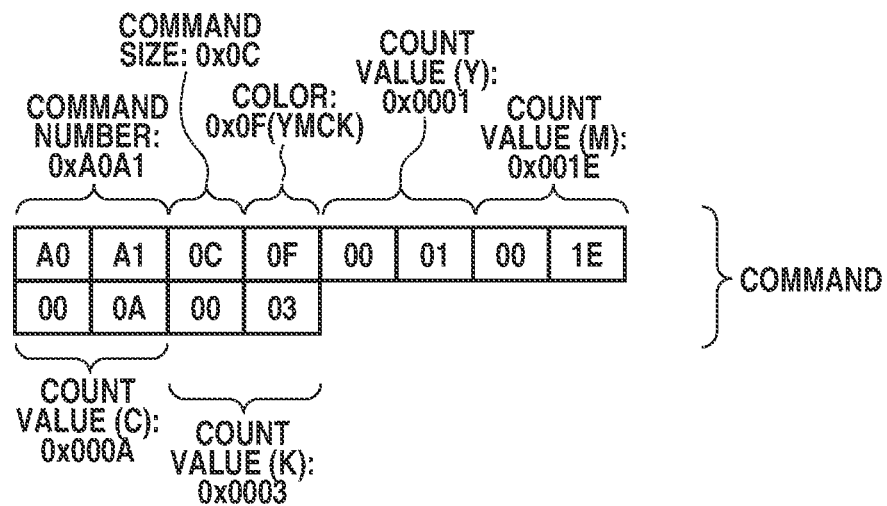 COMMAND
SIZE: 0x0C
COUNT
VALUE (Y):
0x0001
COMMAND
NUMBER:
0xA0A1
COLOR:
0x0F(YMCK)
COUNT
VALUE (M):
0x001E
A0 A1 0C 0F 00 01 00 1E
00 0A 00 03
COMMAND
COUNT
VALUE (C):
0x000A
COUNT
VALUE (K):
0x0003